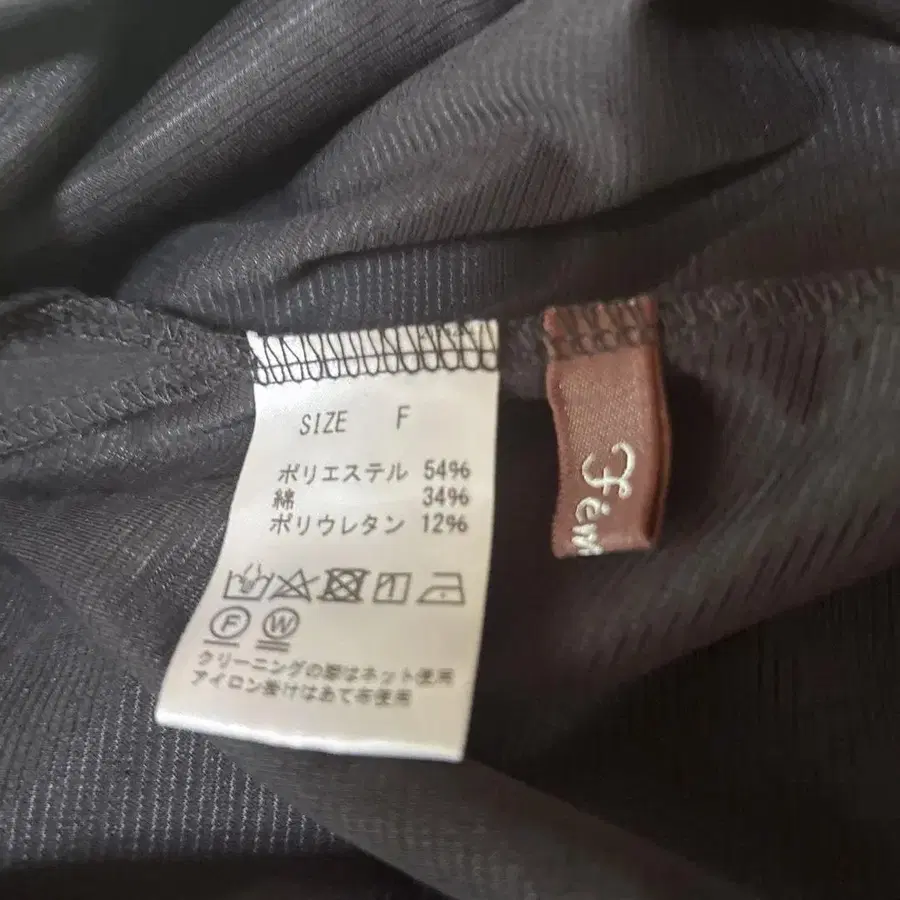 SIZE F
ポリエステル 54%
綿 34%
ポリウレタン 12%
F W
クリーニングの際はネット使用
アイロン掛けはあて布使用